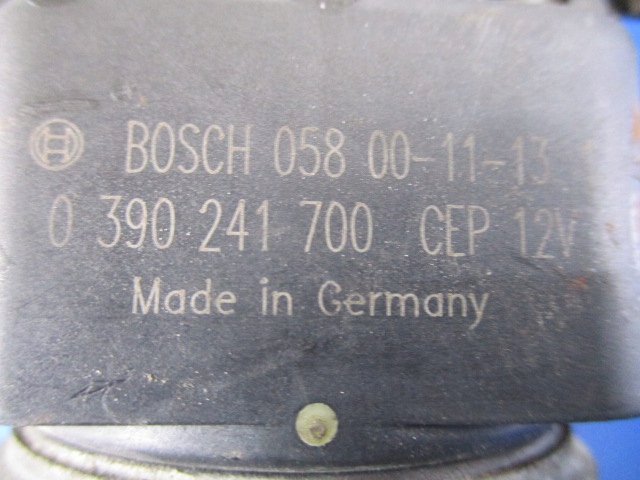 BOSCH 058 00-11-13
0 390 241 700 CEP 12V
Made in Germany